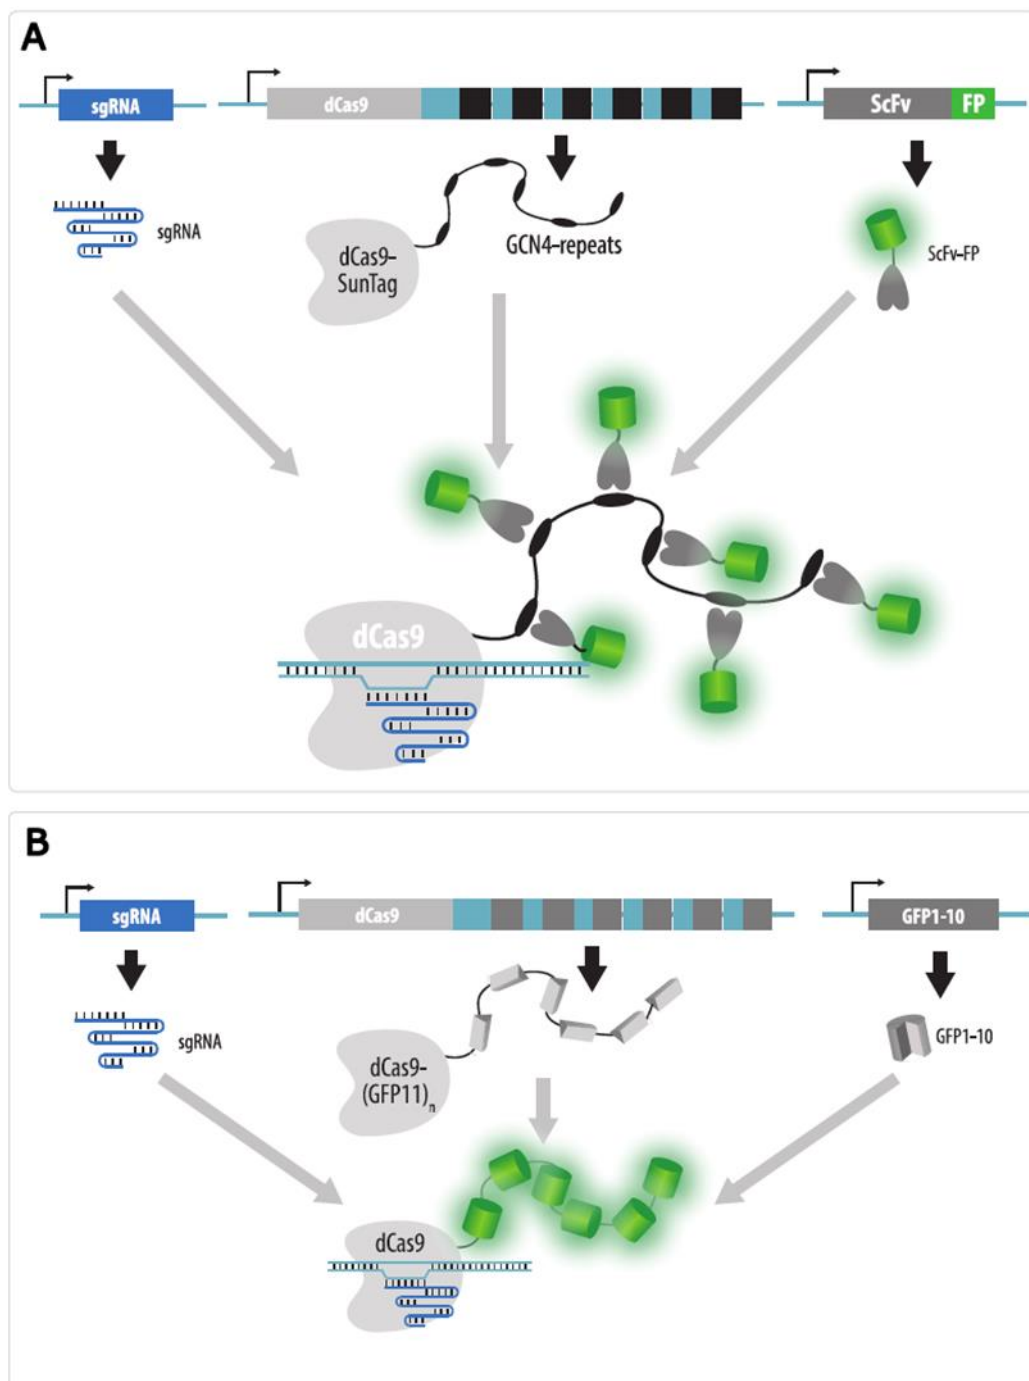 A
sgRNA
dCas9
ScFv
FP
sgRNA
dCas9-
SunTag
GCN4-repeats
ScFv-FP
dCas9
B
sgRNA
dCas9
GFP1-10
sgRNA
dCas9-
(GFP11)n
GFP1-10
dCas9